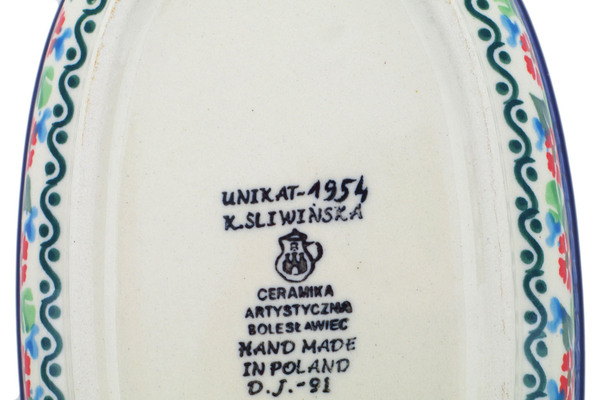 UNIKAT-1954
K.SLIWIŃSKA
CERAMIKA
ARTYSTYCZNA
BOLESŁAWIEC
HAND MADE
IN POLAND
D.J.-91